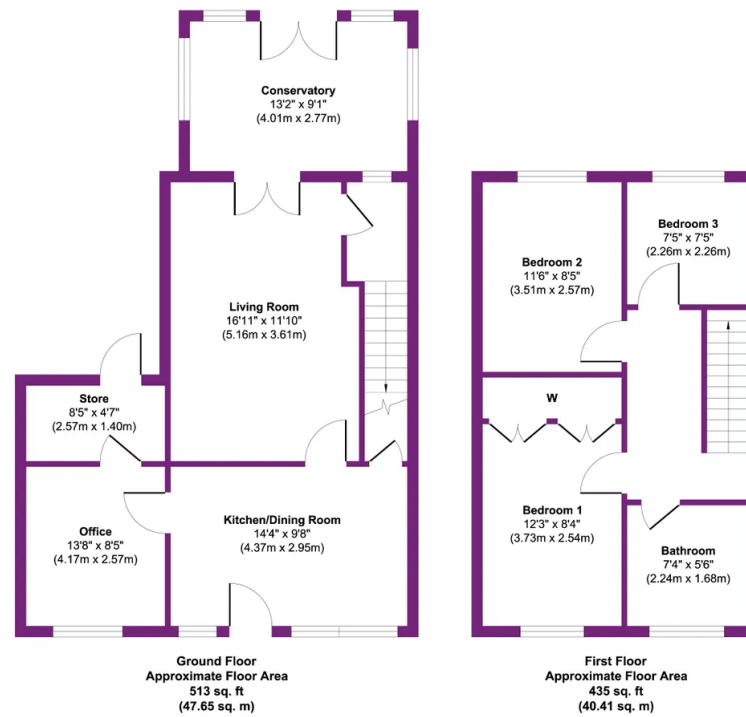 Conservatory
13'2" x 9'1"
(4.01m x 2.77m)
Living Room
16'11" x 11'10"
(5.16m x 3.61m)
Store
8'5" x 4'7"
(2.57m x 1.40m)
Office
13'8" x 8'5"
(4.17m x 2.57m)
Kitchen/Dining Room
14'4" x 9'8"
(4.37m x 2.95m)
Ground Floor
Approximate Floor Area
513 sq. ft
(47.65 sq. m)
Bedroom 3
7'5" x 7'5"
(2.26m x 2.26m)
Bedroom 2
11'6" x 8'5"
(3.51m x 2.57m)
W
Bedroom 1
12'3" x 8'4"
(3.73m x 2.54m)
Bathroom
7'4" x 5'6"
(2.24m x 1.68m)
First Floor
Approximate Floor Area
435 sq. ft
(40.41 sq. m)